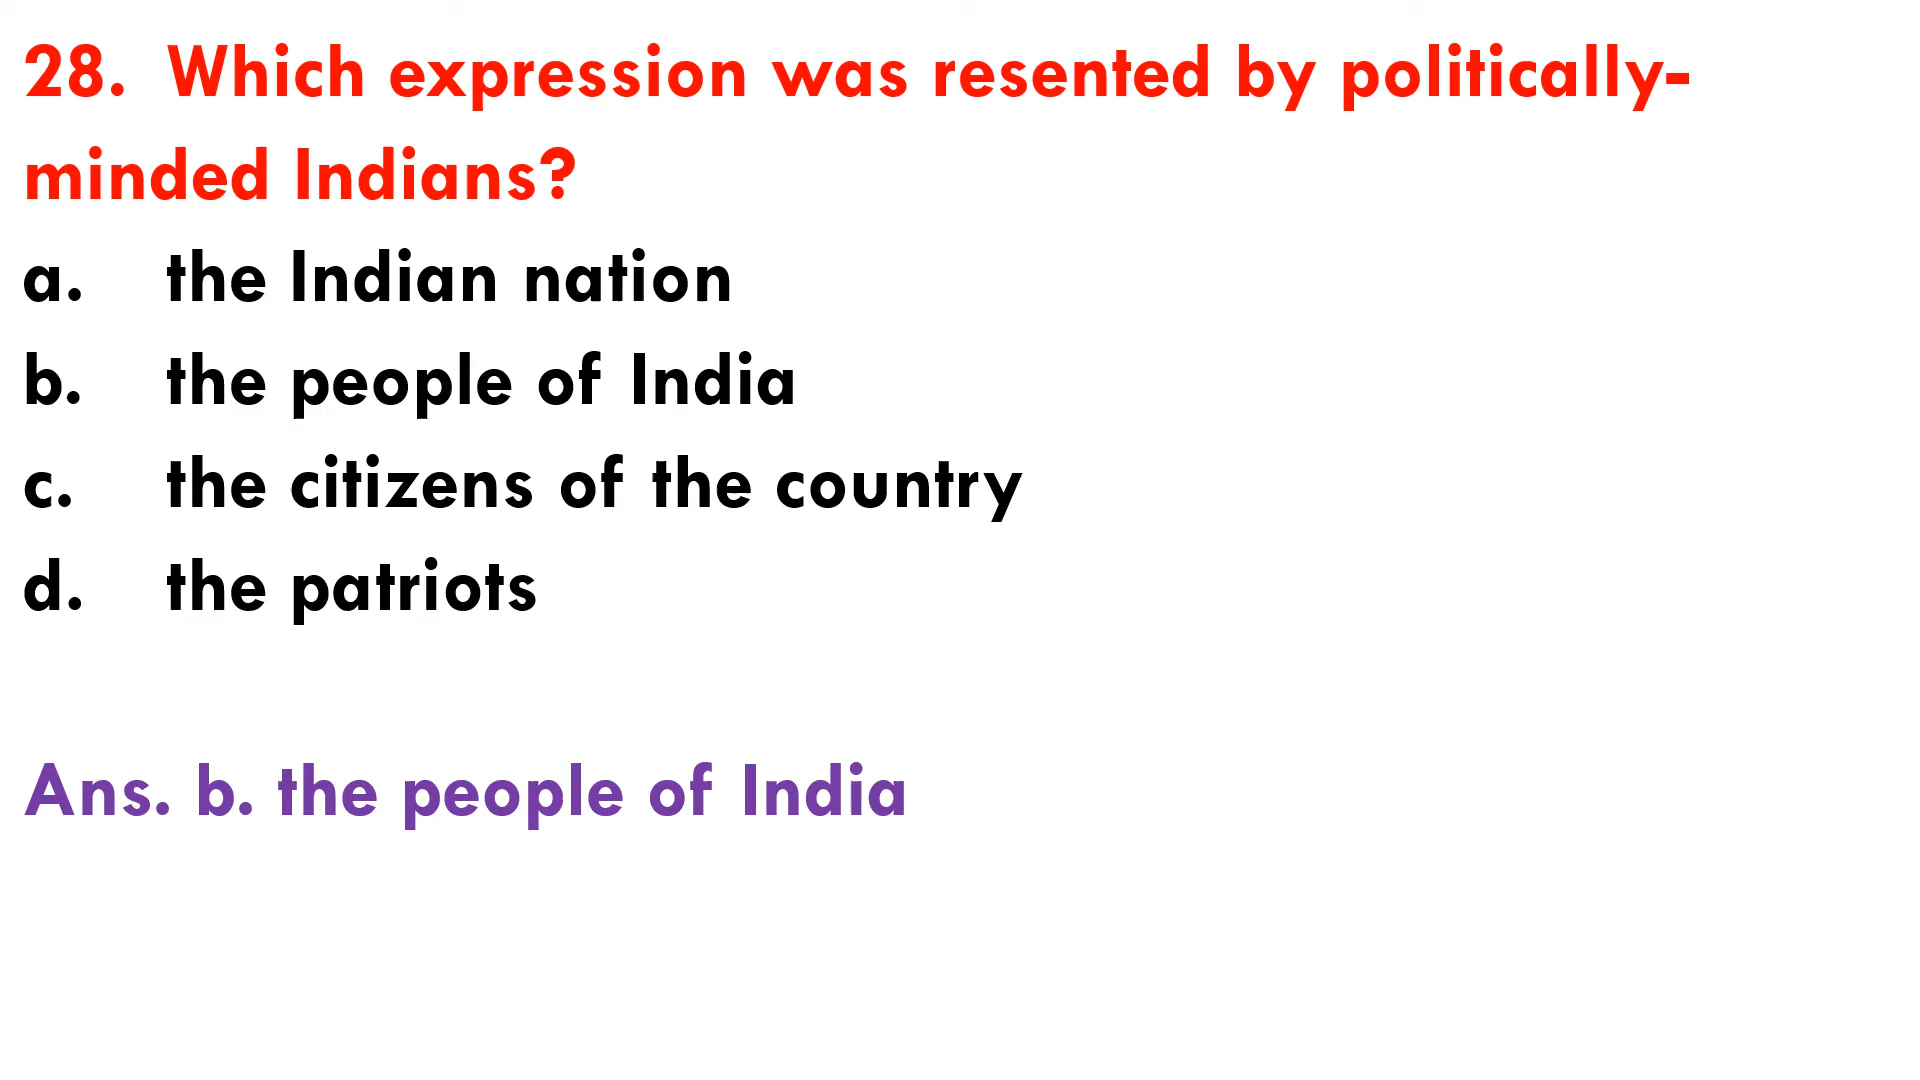 28. Which expression was resented by politically-
minded Indians?
a. the Indian nation
b. the people of India
c. the citizens of the country
d. the patriots
Ans. b. the people of India